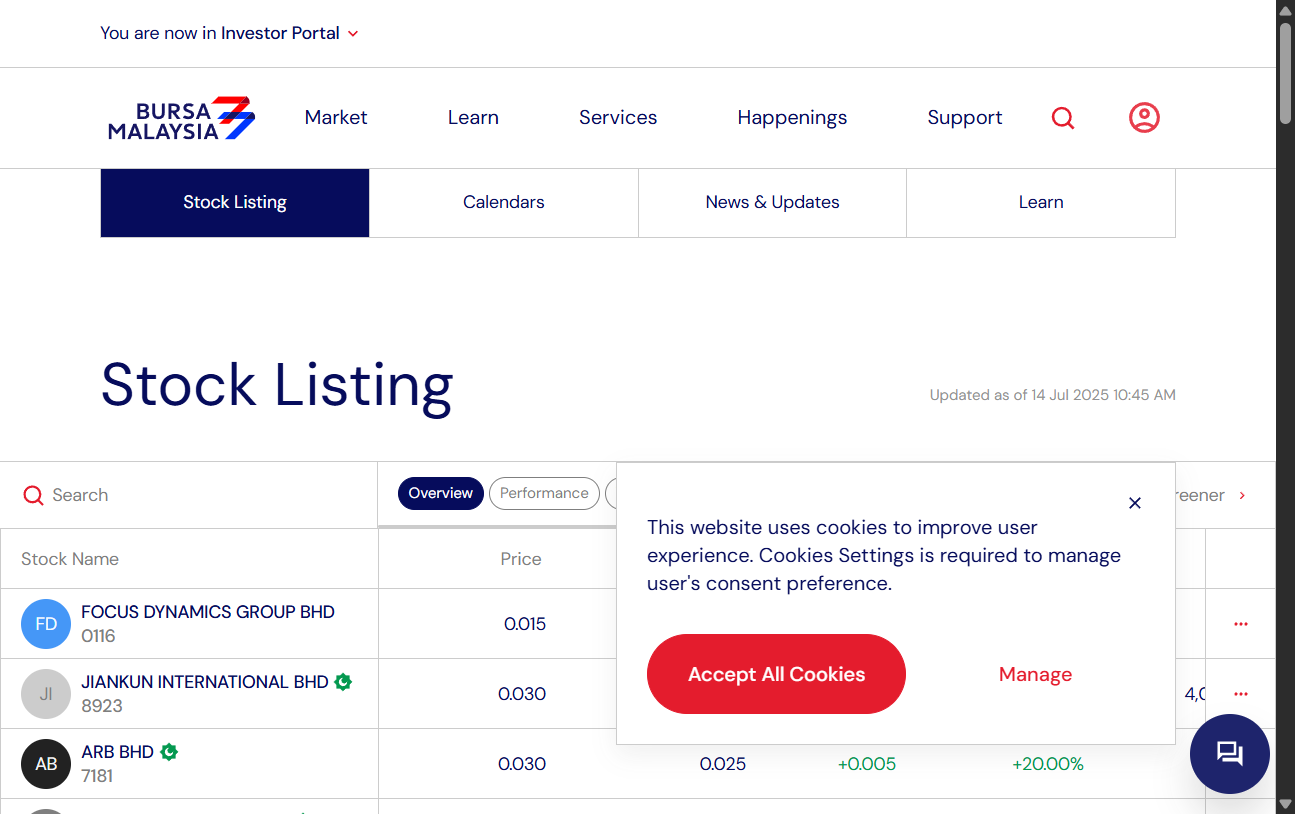 You are now in Investor Portal
BURSA MALAYSIA
Market Learn Services Happenings Support
Stock Listing Calendars News & Updates Learn
Stock Listing
Updated as of 14 Jul 2025 10:45 AM
Search
Overview Performance
This website uses cookies to improve user
experience. Cookies Settings is required to manage
user's consent preference.
Accept All Cookies Manage
Stock Name Price
FD FOCUS DYNAMICS GROUP BHD 0.015
0116
JI JIANKUN INTERNATIONAL BHD 0.030
8923
AB ARB BHD 0.030 0.025 +0.005 +20.00%
7181